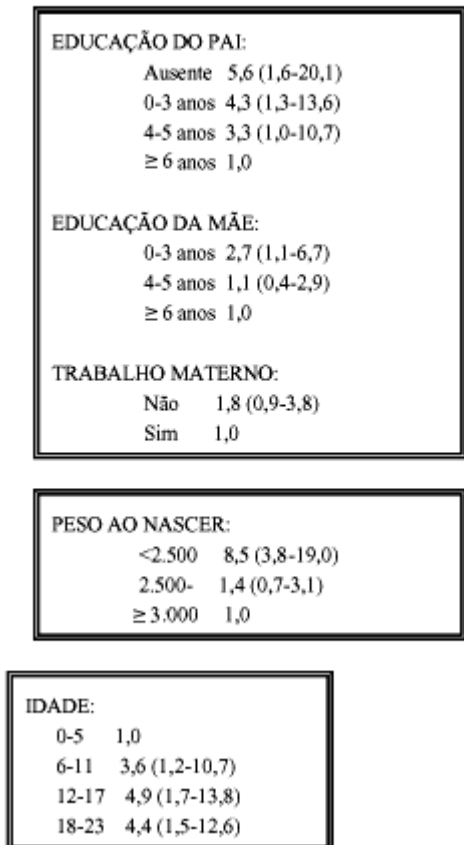 EDUCAÇÃO DO PAI:
Ausente 5,6 (1,6-20,1)
0-3 anos 4,3 (1,3-13,6)
4-5 anos 3,3 (1,0-10,7)
≥ 6 anos 1,0
EDUCAÇÃO DA MÃE:
0-3 anos 2,7 (1,1-6,7)
4-5 anos 1,1 (0,4-2,9)
≥ 6 anos 1,0
TRABALHO MATERNO:
Não 1,8 (0,9-3,8)
Sim 1,0
PESO AO NASCER:
<2.500 8,5 (3,8-19,0)
2.500- 1,4 (0,7-3,1)
≥ 3.000 1,0
IDADE:
0-5 1,0
6-11 3,6 (1,2-10,7)
12-17 4,9 (1,7-13,8)
18-23 4,4 (1,5-12,6)